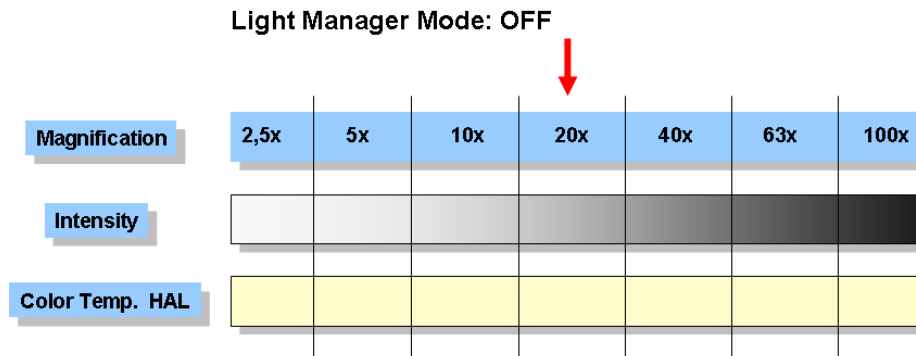 Light Manager Mode: OFF
Magnification 2,5x 5x 10x 20x 40x 63x 100x
Intensity
Color Temp. HAL